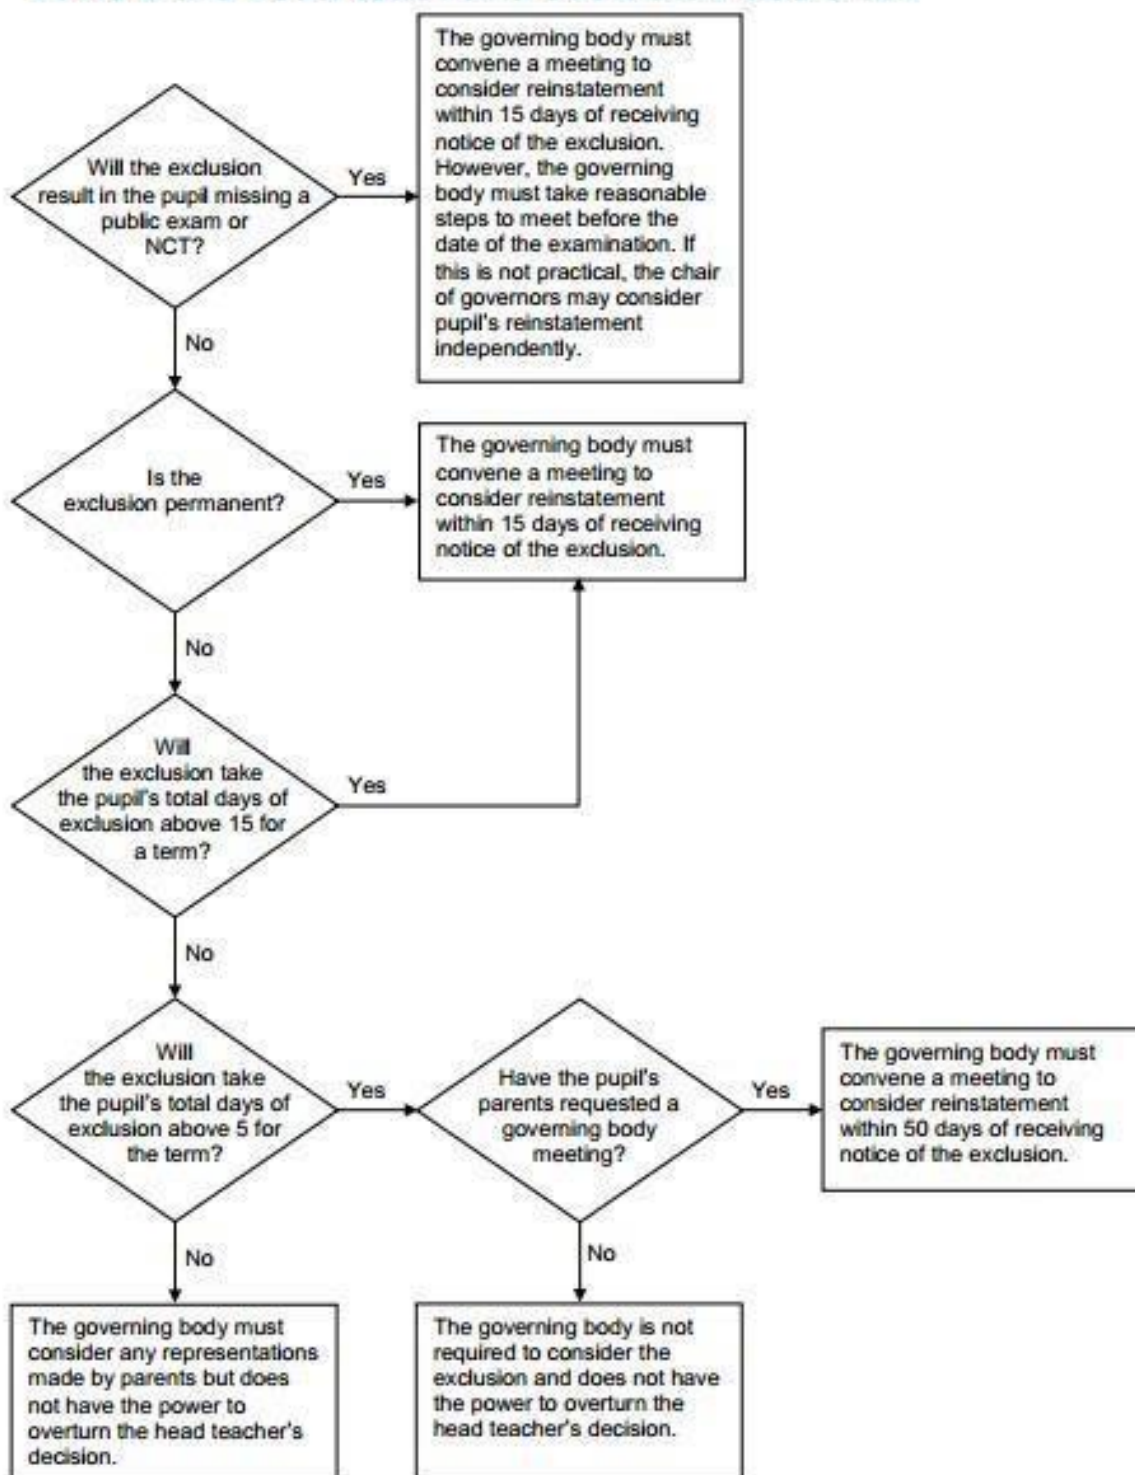 The governing body must
convene a meeting to
consider reinstatement
within 15 days of receiving
notice of the exclusion.
However, the governing
body must take reasonable
steps to meet before the
date of the examination. If
this is not practical, the chair
of governors may consider
pupil's reinstatement
independently.
Will the exclusion
result in the pupil missing a
public exam or
NCT?
Yes
No
Is the
exclusion permanent?
Yes
The governing body must
convene a meeting to
consider reinstatement
within 15 days of receiving
notice of the exclusion.
No
Will
the exclusion take
the pupil's total days of
exclusion above 15 for
a term?
Yes
No
Will
the exclusion take
the pupil's total days of
exclusion above 5 for
the term?
Yes
Have the pupil's
parents requested a
governing body
meeting?
Yes
The governing body must
convene a meeting to
consider reinstatement
within 50 days of receiving
notice of the exclusion.
No
No
The governing body must
consider any representations
made by parents but does
not have the power to
overturn the head teacher's
decision.
The governing body is not
required to consider the
exclusion and does not have
the power to overturn the
head teacher's decision.